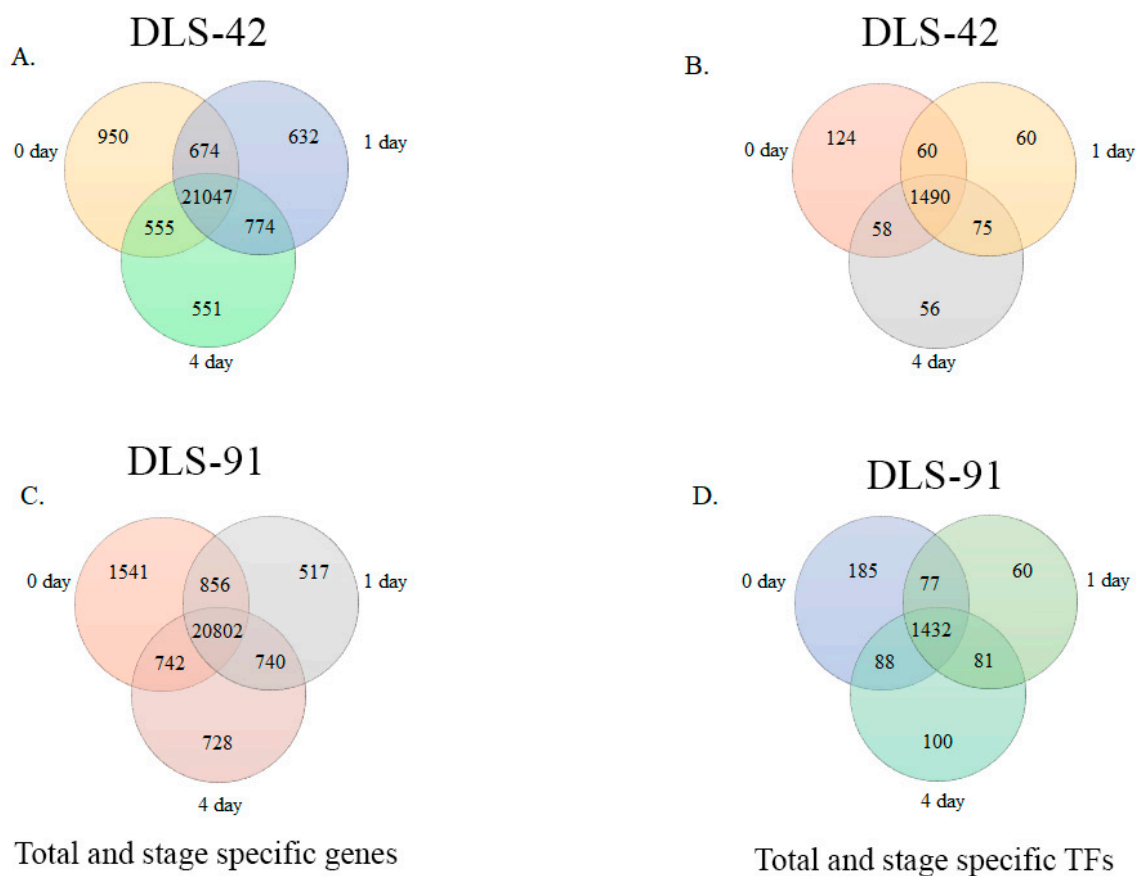 DLS-42
A.
950
632
0 day
674
1 day
21047
555
774
551
4 day
DLS-42
B.
124
60
60
0 day
1 day
1490
58
75
56
4 day
DLS-91
C.
1541
856
517
0 day
1 day
20802
742
740
728
4 day
Total and stage specific genes
DLS-91
D.
185
77
60
0 day
1 day
1432
88
81
100
4 day
Total and stage specific TFs